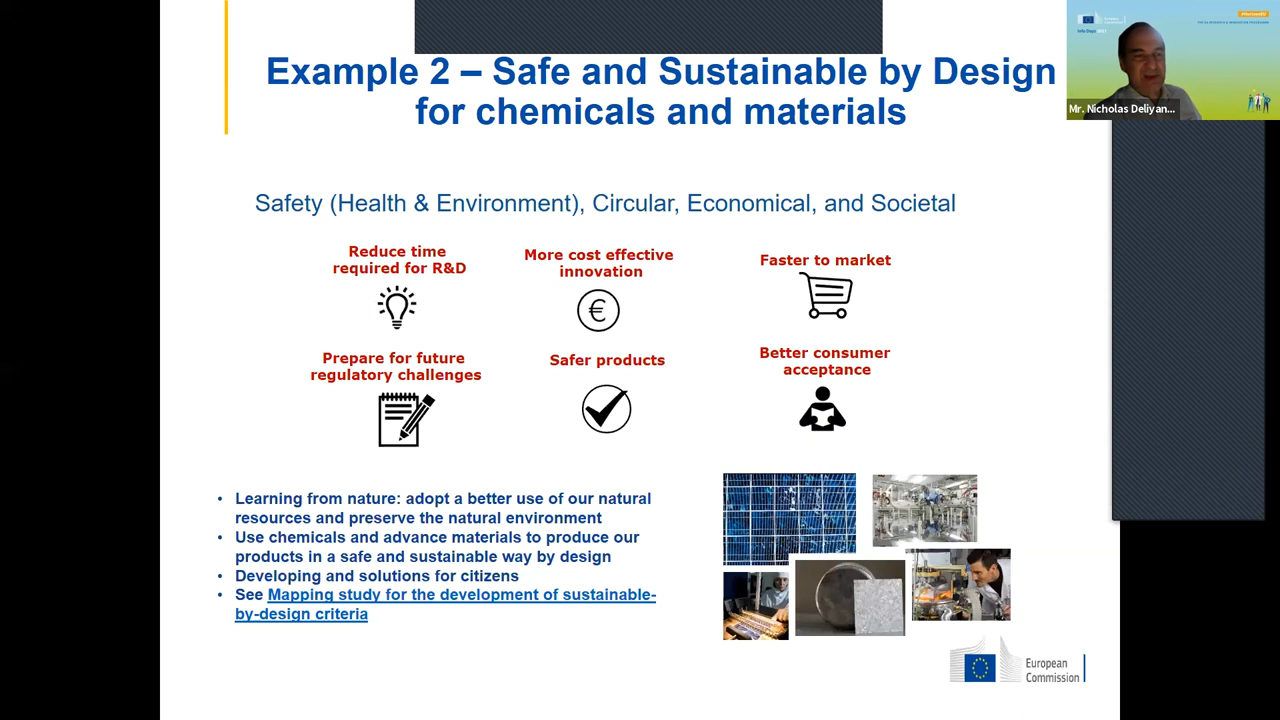 Example 2 – Safe and Sustainable by Design
for chemicals and materials
European
Commission
Mr. Nicholas Deliyan...
Safety (Health & Environment), Circular, Economical, and Societal
Reduce time
required for R&D
More cost effective
innovation
Faster to market
Prepare for future
regulatory challenges
Safer products
Better consumer
acceptance
• Learning from nature: adopt a better use of our natural
resources and preserve the natural environment
• Use chemicals and advance materials to produce our
products in a safe and sustainable way by design
• Developing and solutions for citizens
• See Mapping study for the development of sustainable-
by-design criteria
European
Commission